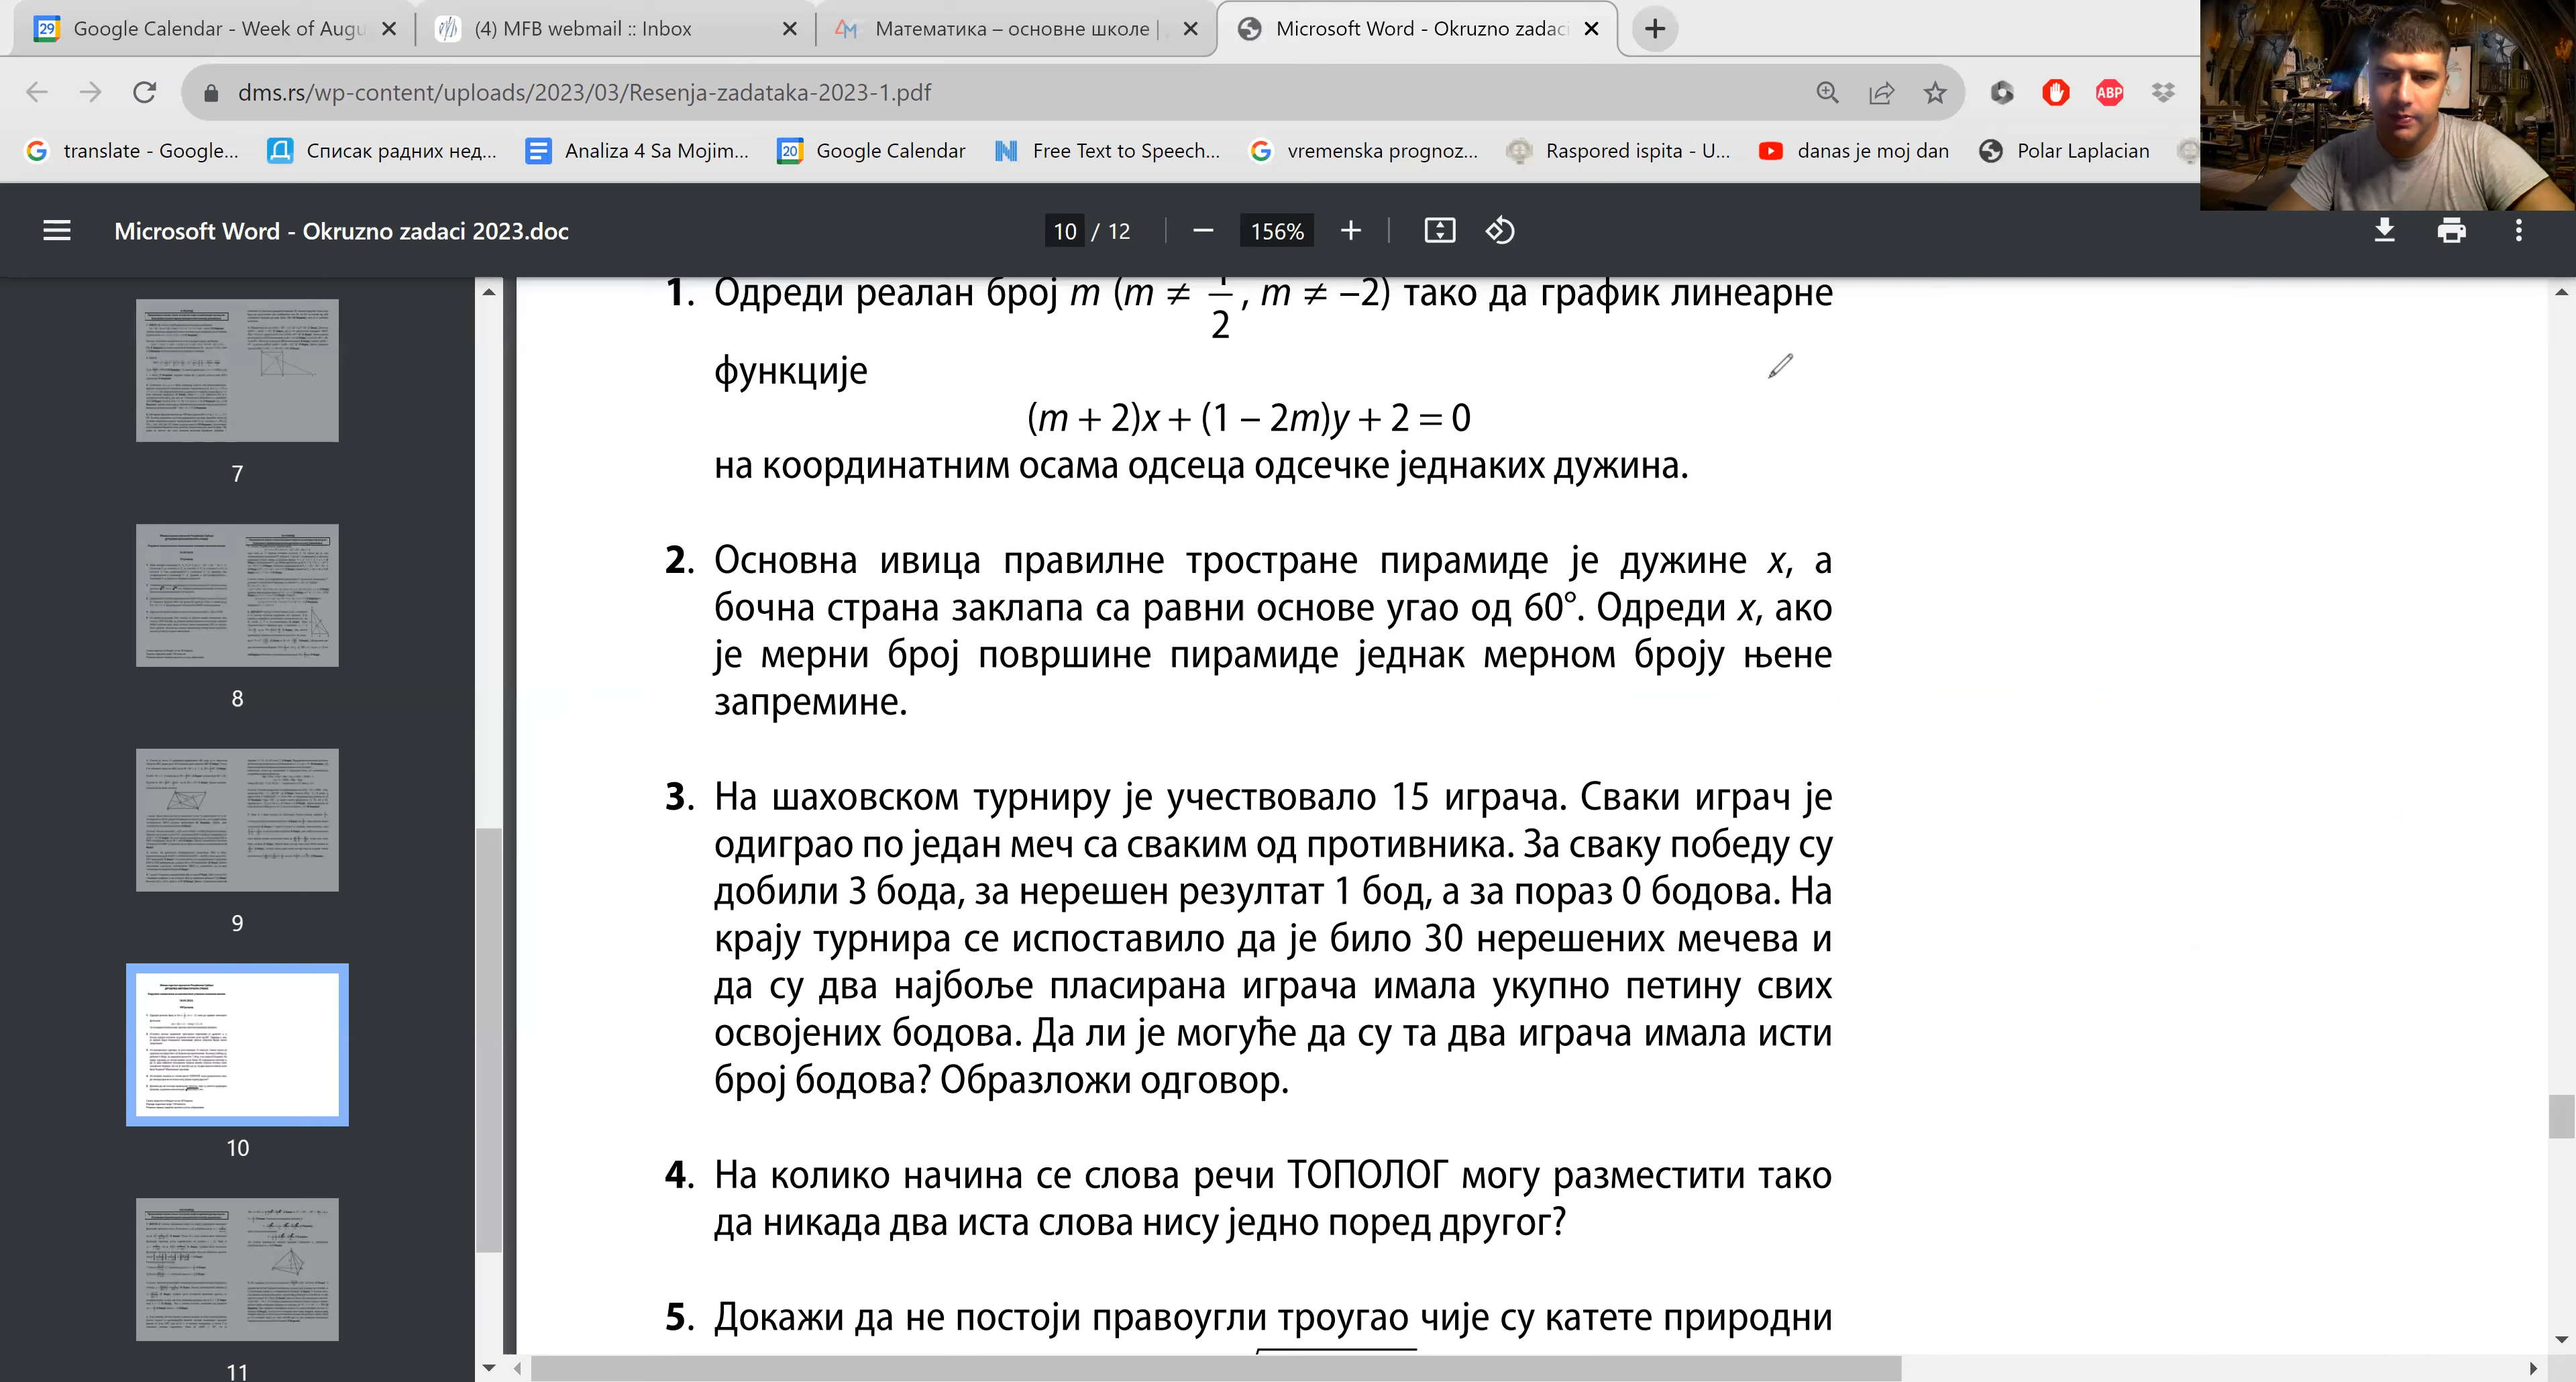 Google Calendar - Week of Augu
(4) MFB webmail :: Inbox
Математика – основне школе |
Microsoft Word - Okruzno zadaci
dms.rs/wp-content/uploads/2023/03/Resenja-zadataka-2023-1.pdf
ABP
translate - Google...
Списак радних нед...
Analiza 4 Sa Mojim...
Google Calendar
Free Text to Speech...
vremenska prognoz...
Raspored ispita - U...
danas je moj dan
Polar Laplacian
Microsoft Word - Okruzno zadaci 2023.doc
10 / 12
156%
7
8
9
10
11
1. Одреди реалан број m (m ≠ 1/2, m ≠ –2) тако да график линеарне
функције
(m + 2)x + (1 – 2m)y + 2 = 0
на координатним осама одсеца одсечке једнаких дужина.
2. Основна ивица правилне тростране пирамиде је дужине x, а
бочна страна заклапа са равни основе угао од 60°. Одреди x, ако
је мерни број површине пирамиде једнак мерном броју њене
запремине.
3. На шаховском турниру је учествовало 15 играча. Сваки играч је
одиграо по један меч са сваким од противника. За сваку победу су
добили 3 бода, за нерешен резултат 1 бод, а за пораз 0 бодова. На
крају турнира се испоставило да је било 30 нерешених мечева и
да су два најбоље пласирана играча имала укупно петину свих
освојених бодова. Да ли је могуће да су та два играча имала исти
број бодова? Образложи одговор.
4. На колико начина се слова речи ТОПОЛОГ могу разместити тако
да никада два иста слова нису једно поред другог?
5. Докажи да не постоји правоугли троугао чије су катете природни